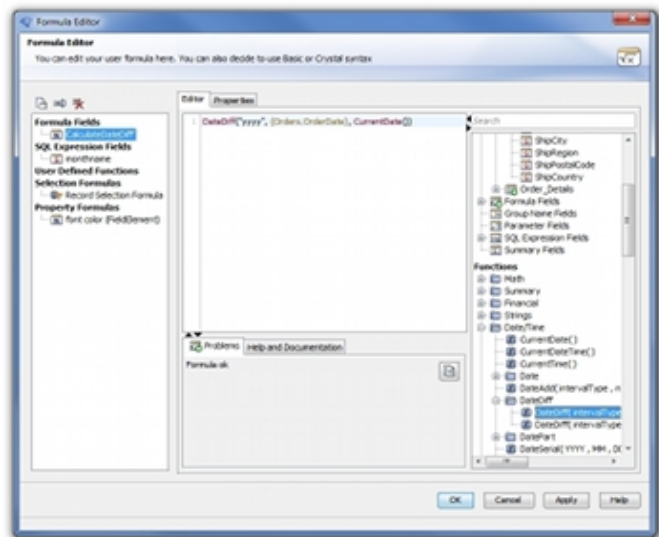 Formula Editor
Formula Editor
You can edit your user formula here. You can also decide to use Basic or Crystal syntax
Formula Fields
CalculateDateDiff
SQL Expression Fields
monthname
User Defined Functions
Selection Formulas
Record Selection Formula
Property Formulas
font color (FieldElement)
Editor
Properties
1 DateDiff("yyyy", {Orders.OrderDate}, CurrentDate())
Problems
Help and Documentation
Formula ok
Search
ShipCity
ShipRegion
ShipPostalCode
ShipCountry
Order_Details
Formula Fields
Group Name Fields
Parameter Fields
SQL Expression Fields
Summary Fields
Functions
Math
Summary
Financial
Strings
Date/Time
CurrentDate()
CurrentDateTime()
CurrentTime()
Date
DateAdd( intervalType , n
DateDiff
DateDiff( intervalType
DateDiff( intervalType
DatePart
DateSerial( YYYY , MM , DD
OK
Cancel
Apply
Help